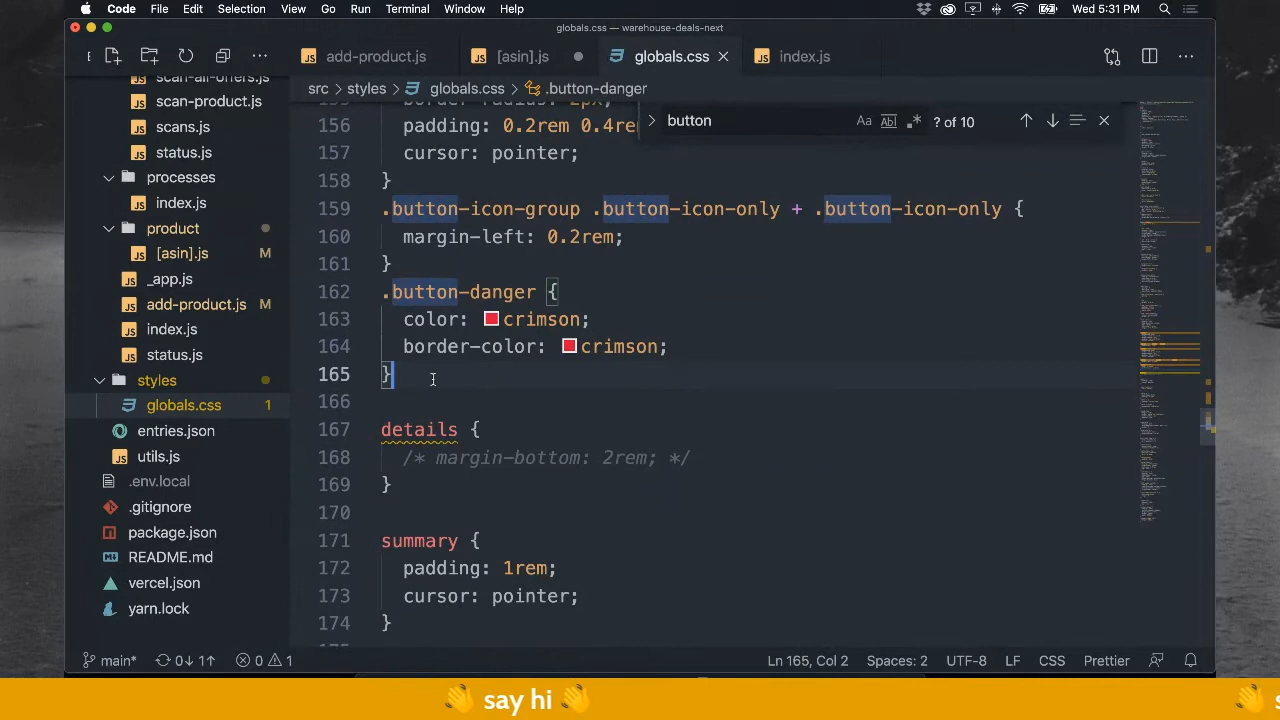 Code File Edit Selection View Go Run Terminal Window Help Wed 5:31 PM
globals.css — warehouse-deals-next
add-product.js [asin].js globals.css index.js
src > styles > globals.css > .button-danger
button ? of 10
scan-all-offers.js
scan-product.js
scans.js
status.js
processes
index.js
product
[asin].js M
_app.js
add-product.js M
index.js
status.js
styles
globals.css 1
entries.json
utils.js
.env.local
.gitignore
package.json
README.md
vercel.json
yarn.lock
border-radius: 2px;
156 padding: 0.2rem 0.4re
157 cursor: pointer;
158 }
159 .button-icon-group .button-icon-only + .button-icon-only {
160 margin-left: 0.2rem;
161 }
162 .button-danger {
163 color: crimson;
164 border-color: crimson;
165 }
166
167 details {
168 /* margin-bottom: 2rem; */
169 }
170
171 summary {
172 padding: 1rem;
173 cursor: pointer;
174 }
main* 0↓ 1↑ 0 1 Ln 165, Col 2 Spaces: 2 UTF-8 LF CSS Prettier
👋 say hi 👋 👋 s